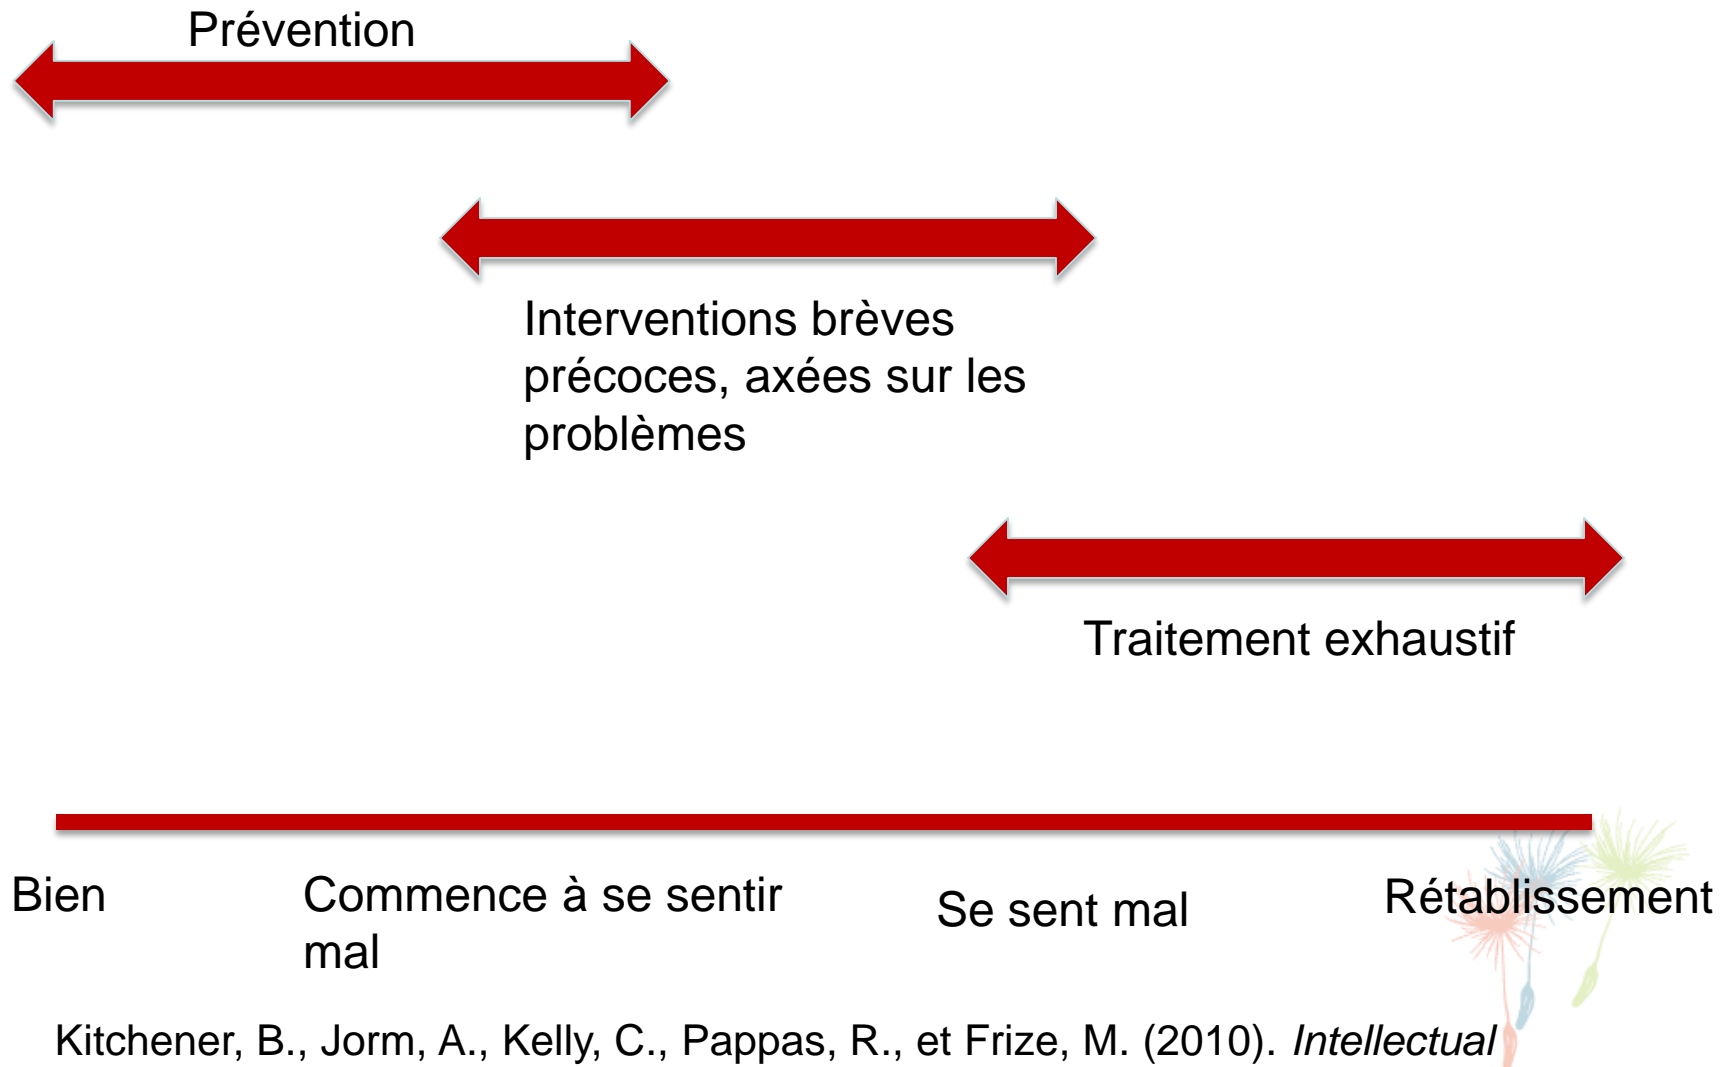 Prévention
Interventions brèves
précoces, axées sur les
problèmes
Traitement exhaustif
Bien
Commence à se sentir
mal
Se sent mal
Rétablissement
Kitchener, B., Jorm, A., Kelly, C., Pappas, R., et Frize, M. (2010). Intellectual